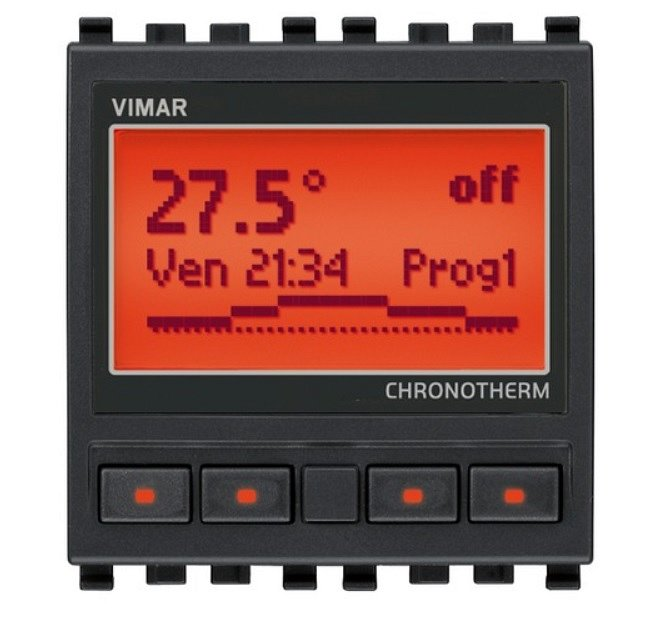 VIMAR
27.5° off
Ven 21:34 Prog1
CHRONOTHERM